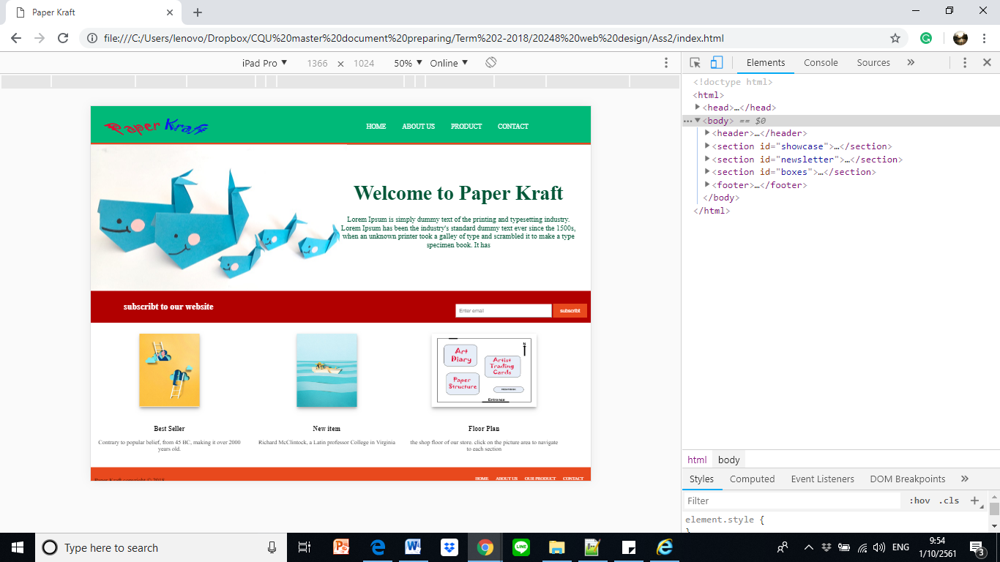 Paper Kraft
file:///C:/Users/lenovo/Dropbox/CQU%20master%20document%20preparing/Term%202-2018/20248%20web%20design/Ass2/index.html
iPad Pro ▼ 1366 × 1024 50% ▼ Online ▼
Elements Console Sources »
<!doctype html>
<html>
<head>…</head>
<body> == $0
<header>…</header>
<section id="showcase">…</section>
<section id="newsletter">…</section>
<section id="boxes">…</section>
<footer>…</footer>
</body>
</html>
Paper Kraft
HOME ABOUT US PRODUCT CONTACT
Welcome to Paper Kraft
Lorem Ipsum is simply dummy text of the printing and typesetting industry.
Lorem Ipsum has been the industry's standard dummy text ever since the 1500s,
when an unknown printer took a galley of type and scrambled it to make a type
specimen book. It has
subscribt to our website
Enter email subscribt
N
Art
Diary
Artist
Trading
Cards
Paper
Structure
Entrance
Best Seller
Contrary to popular belief, from 45 BC, making it over 2000
years old.
New item
Richard McClintock, a Latin professor College in Virginia
Floor Plan
the shop floor of our store. click on the picture area to navigate
to each section
Paper Kraft copyright © 2018
HOME ABOUT US OUR PRODUCT CONTACT
html body
Styles Computed Event Listeners DOM Breakpoints »
Filter :hov .cls +
element.style {
}
Type here to search
ENG
9:54
1/10/2561
3